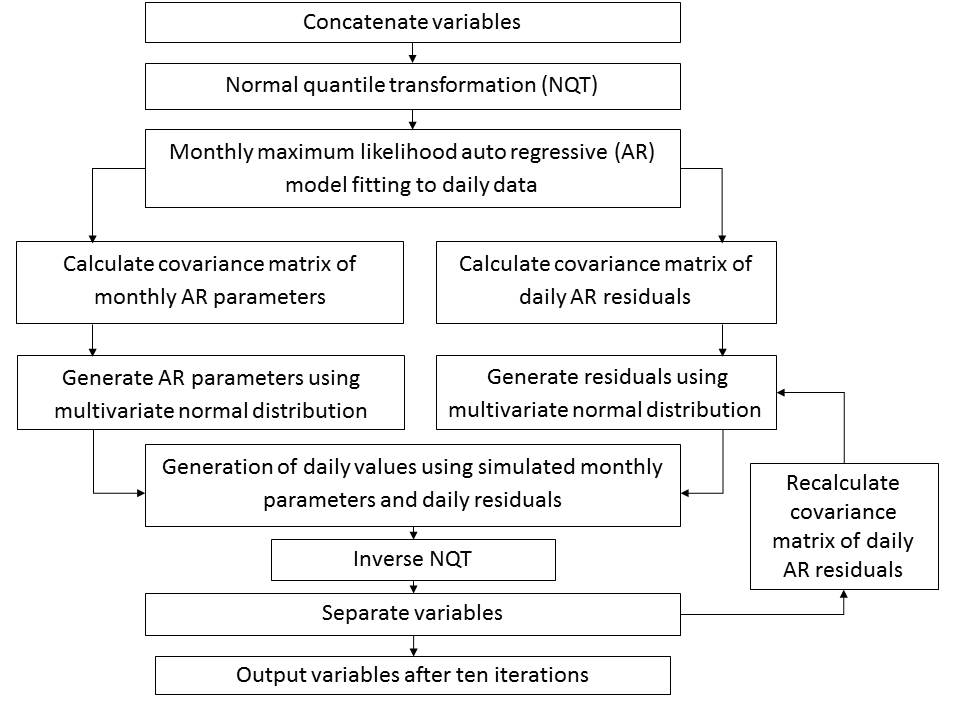 Concatenate variables
Normal quantile transformation (NQT)
Monthly maximum likelihood auto regressive (AR)
model fitting to daily data
Calculate covariance matrix of
monthly AR parameters
Calculate covariance matrix of
daily AR residuals
Generate AR parameters using
multivariate normal distribution
Generate residuals using
multivariate normal distribution
Generation of daily values using simulated monthly
parameters and daily residuals
Recalculate
covariance
matrix of daily
AR residuals
Inverse NQT
Separate variables
Output variables after ten iterations